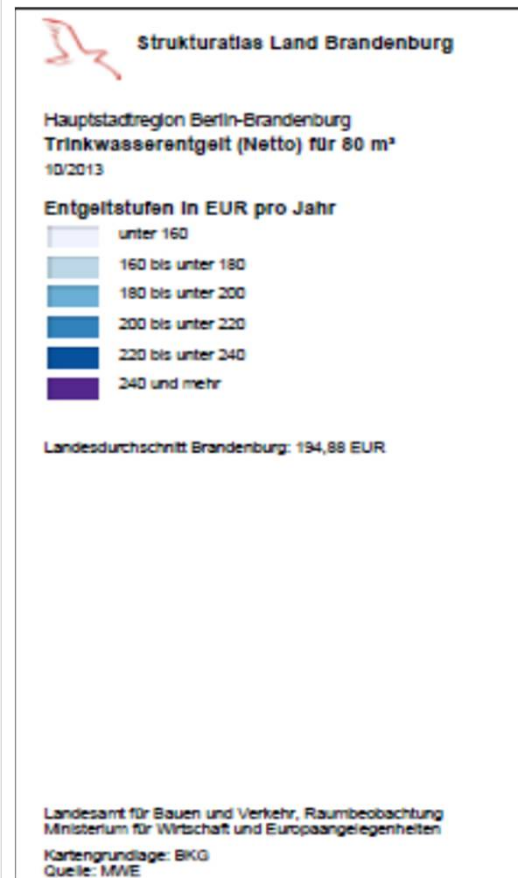 Strukturatlas Land Brandenburg
Hauptstadtregion Berlin-Brandenburg
Trinkwasserentgelt (Netto) für 80 m³
10/2013
Entgeltstufen in EUR pro Jahr
unter 160
160 bis unter 180
180 bis unter 200
200 bis unter 220
220 bis unter 240
240 und mehr
Landesdurchschnitt Brandenburg: 194,88 EUR
Landesamt für Bauen und Verkehr, Raumbeobachtung
Ministerium für Wirtschaft und Europaangelegenheiten
Kartengrundlage: BKG
Quelle: MWE